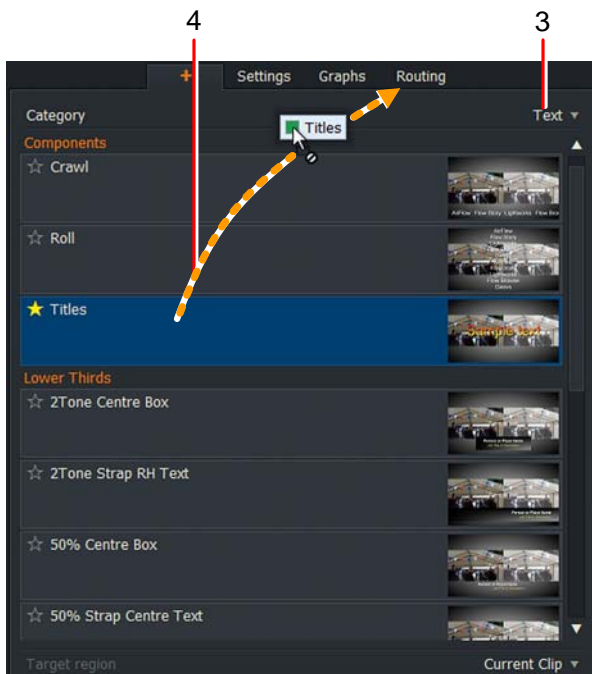 4
3
+
Settings
Graphs
Routing
Category
Titles
Text
Components
Crawl
Roll
Titles
Sample text
Lower Thirds
2Tone Centre Box
2Tone Strap RH Text
50% Centre Box
50% Strap Centre Text
Target region
Current Clip